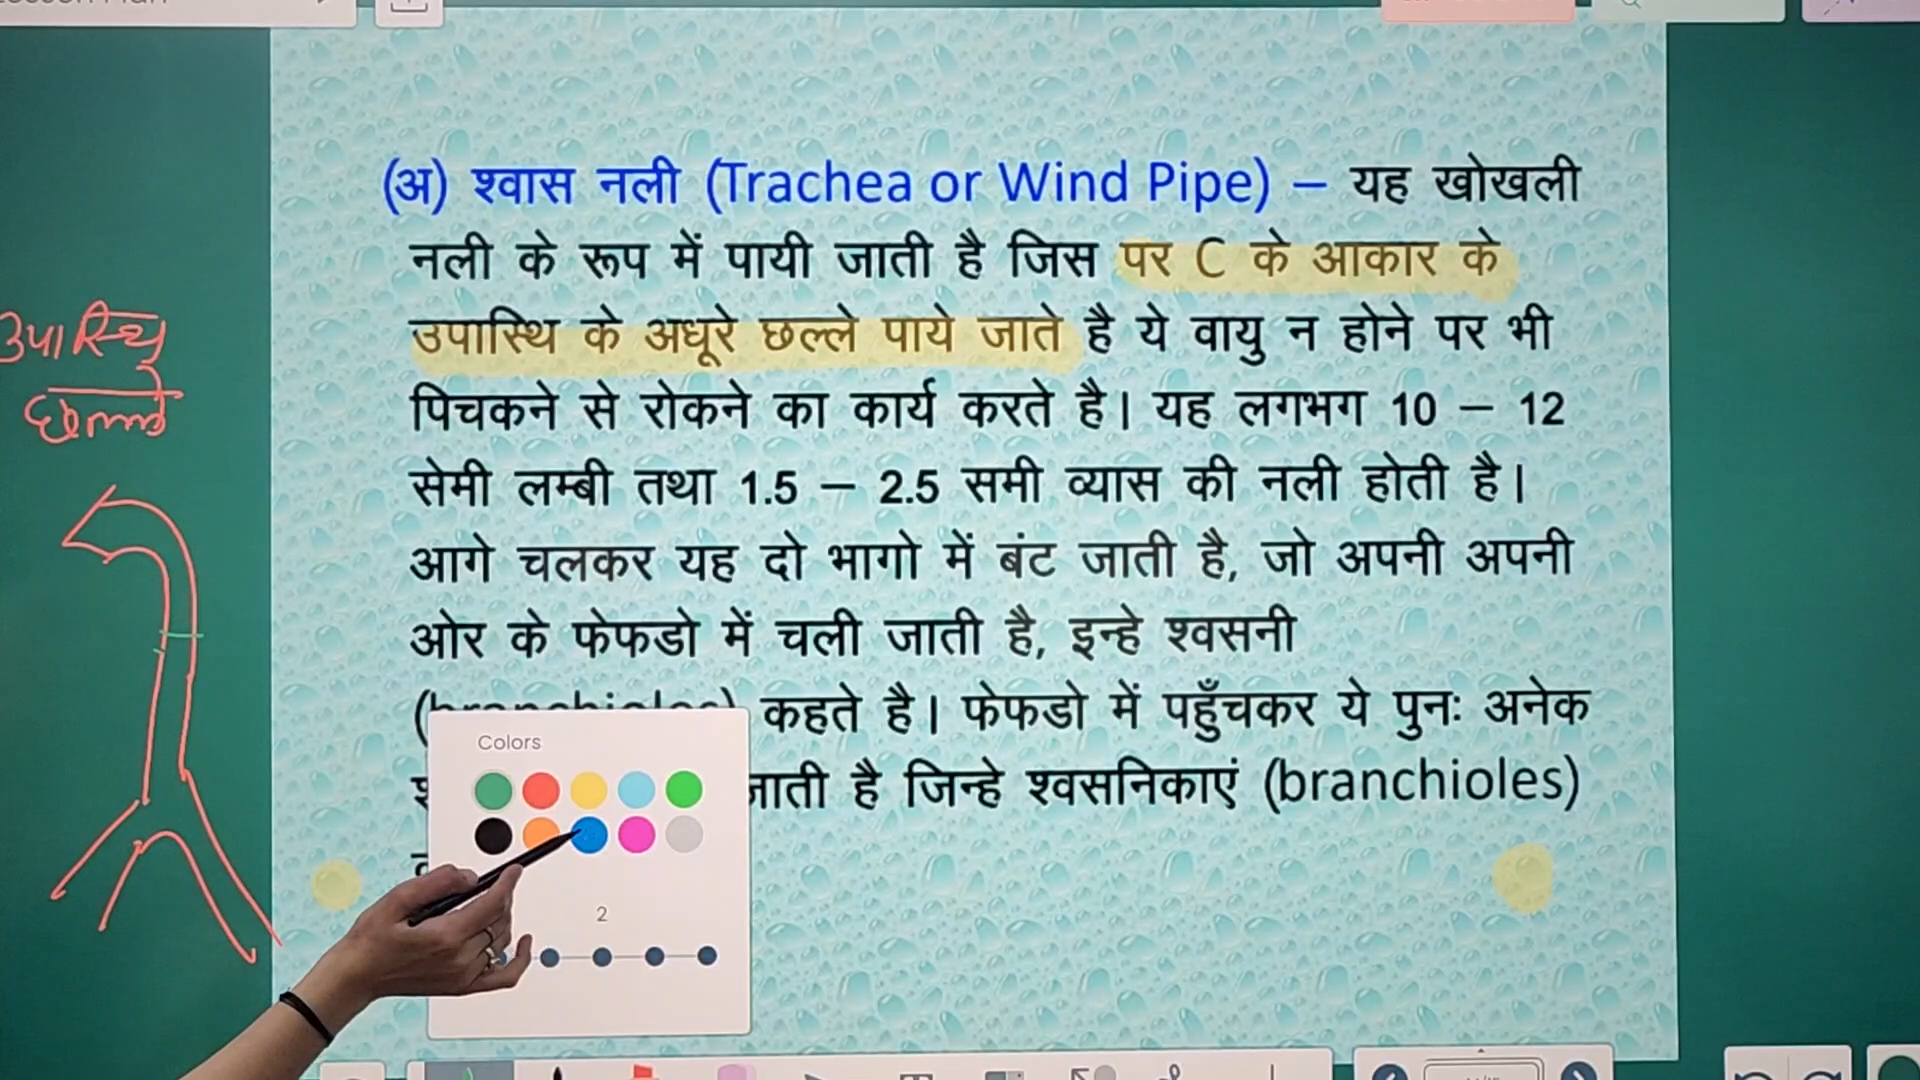 (अ) श्वास नली (Trachea or Wind Pipe) – यह खोखली
नली के रूप में पायी जाती है जिस पर C के आकार के
उपास्थि के अधूरे छल्ले पाये जाते है ये वायु न होने पर भी
पिचकने से रोकने का कार्य करते है। यह लगभग 10 – 12
सेमी लम्बी तथा 1.5 – 2.5 समी व्यास की नली होती है।
आगे चलकर यह दो भागो में बंट जाती है, जो अपनी अपनी
ओर के फेफडो में चली जाती है, इन्हे श्वसनी
(branchioles) कहते है। फेफडो में पहुँचकर ये पुनः अनेक
जाती है जिन्हे श्वसनिकाएं (branchioles)
उपास्थि
छल्ले
Colors
2